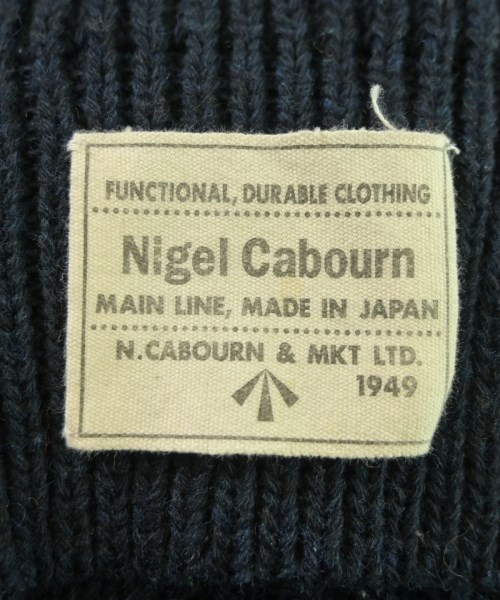 FUNCTIONAL, DURABLE CLOTHING
Nigel Cabourn
MAIN LINE, MADE IN JAPAN
N.CABOURN & MKT LTD.
1949